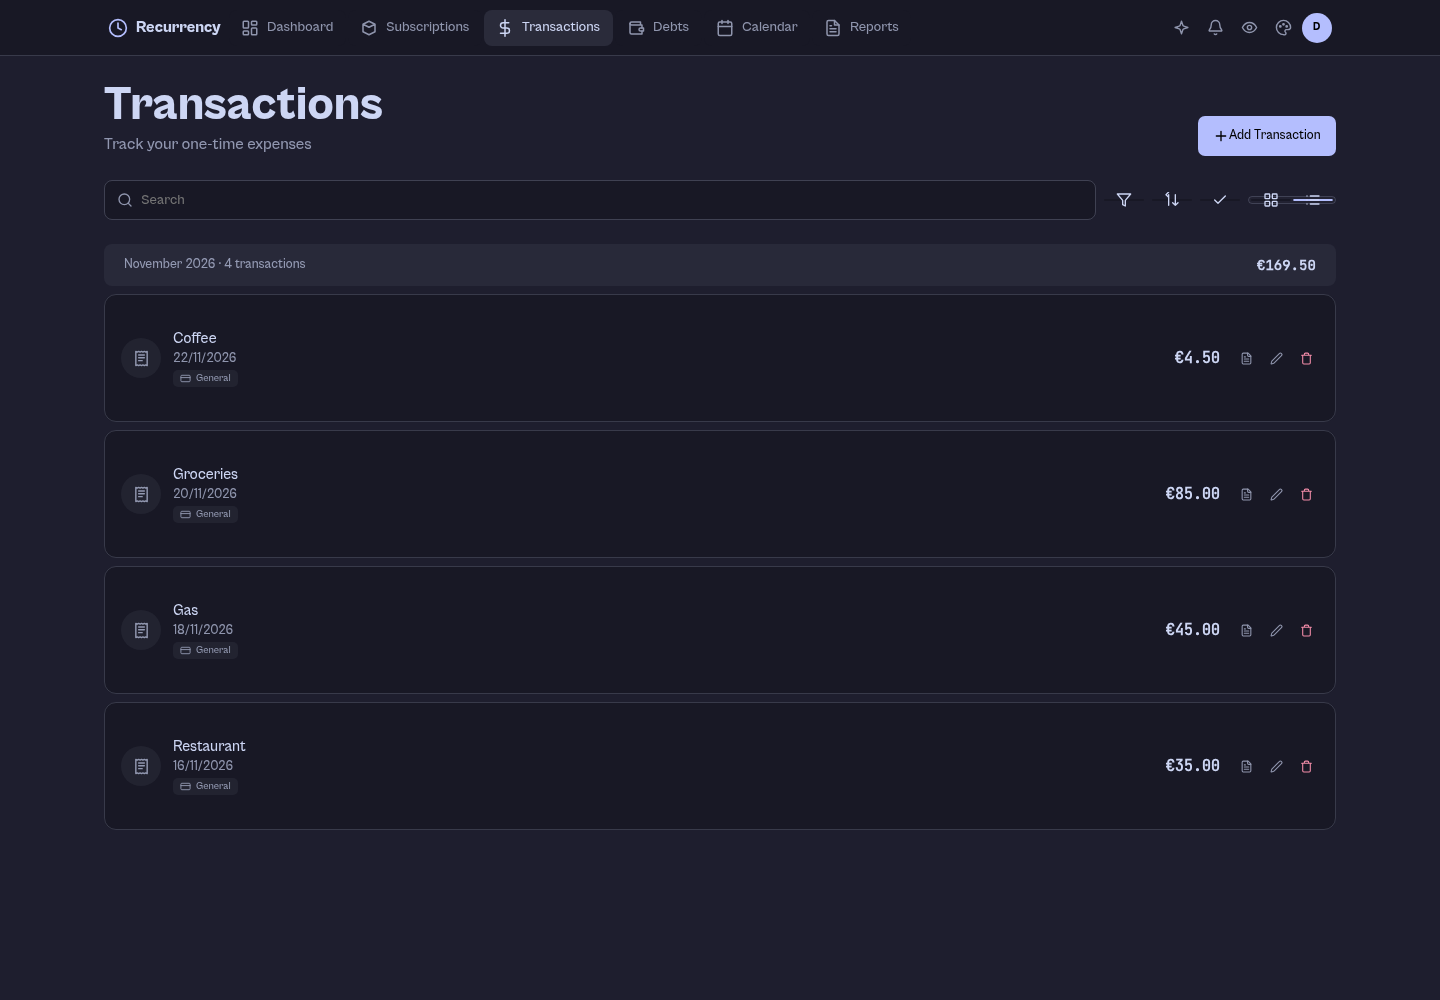 Recurrency Dashboard Subscriptions Transactions Debts Calendar Reports D
Transactions
Track your one-time expenses
Add Transaction
Search
November 2026 · 4 transactions €169.50
Coffee
22/11/2026
General
€4.50
Groceries
20/11/2026
General
€85.00
Gas
18/11/2026
General
€45.00
Restaurant
16/11/2026
General
€35.00